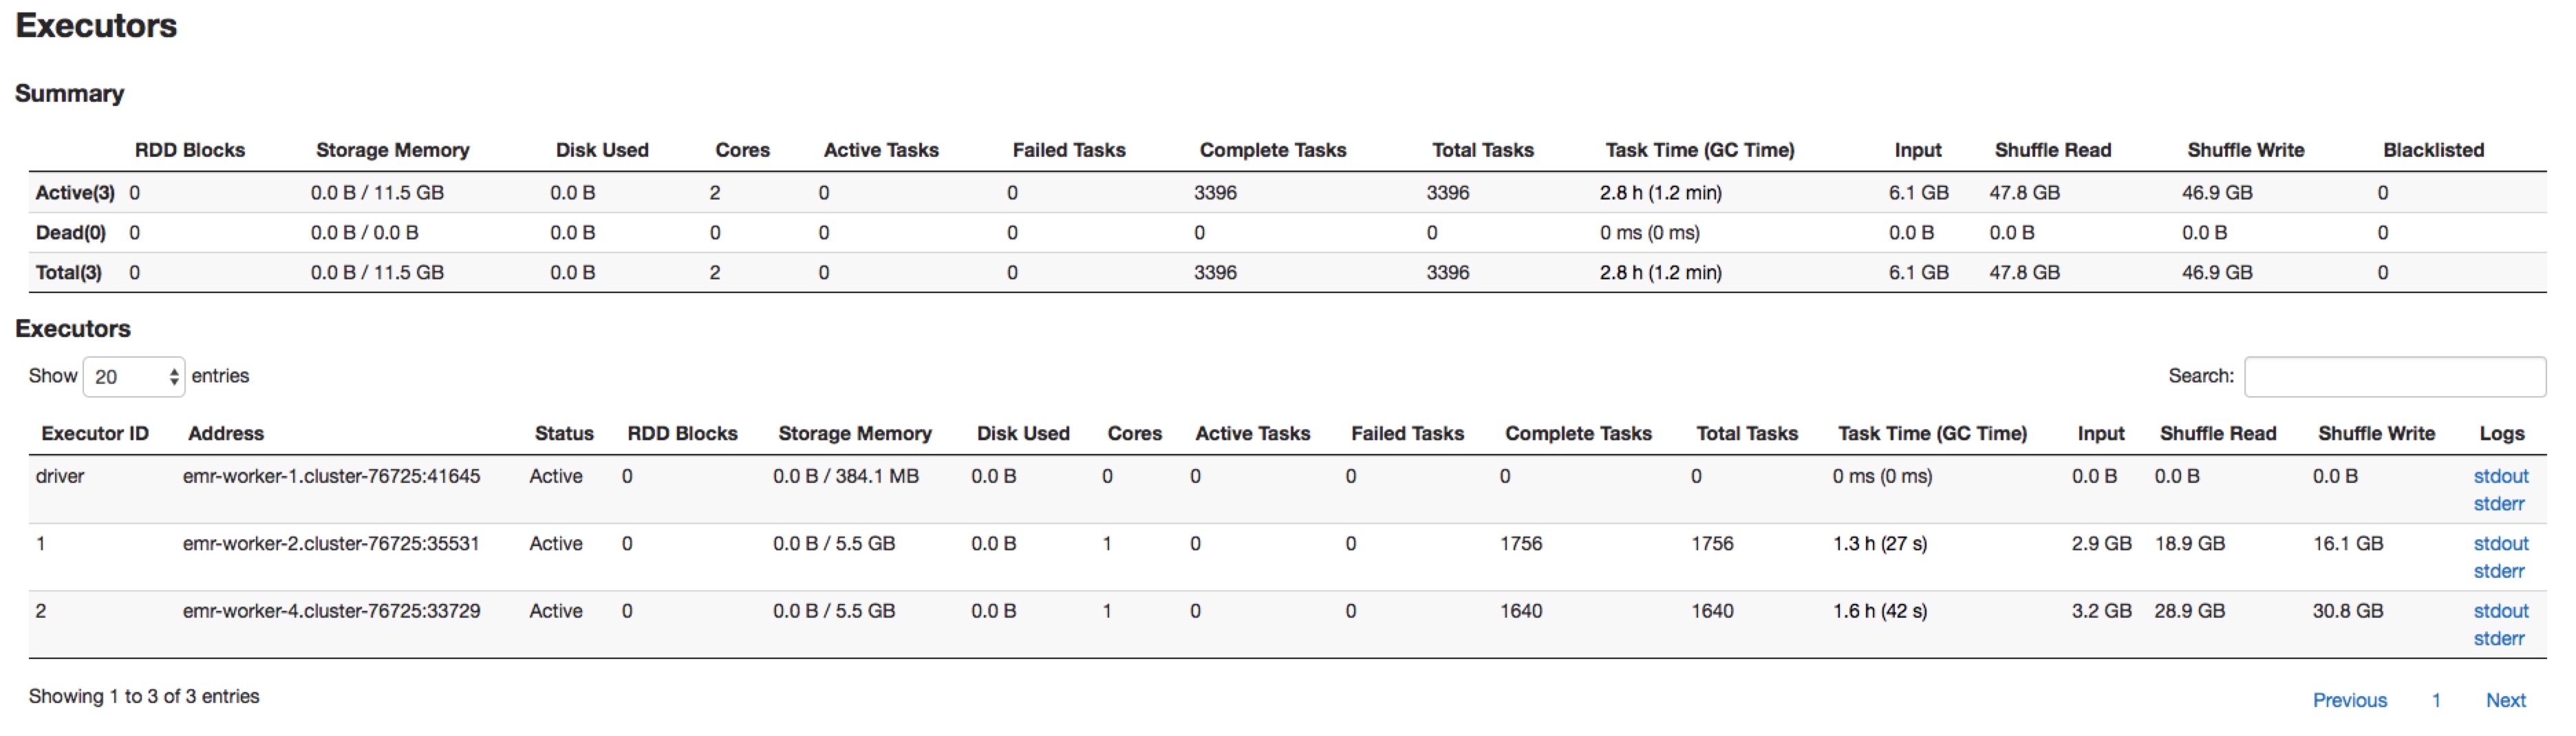 Executors
Summary
RDD Blocks Storage Memory Disk Used Cores Active Tasks Failed Tasks Complete Tasks Total Tasks Task Time (GC Time) Input Shuffle Read Shuffle Write Blacklisted
Active(3) 0 0.0 B / 11.5 GB 0.0 B 2 0 0 3396 3396 2.8 h (1.2 min) 6.1 GB 47.8 GB 46.9 GB 0
Dead(0) 0 0.0 B / 0.0 B 0.0 B 0 0 0 0 0 0 ms (0 ms) 0.0 B 0.0 B 0.0 B 0
Total(3) 0 0.0 B / 11.5 GB 0.0 B 2 0 0 3396 3396 2.8 h (1.2 min) 6.1 GB 47.8 GB 46.9 GB 0
Executors
Show 20 entries Search:
Executor ID Address Status RDD Blocks Storage Memory Disk Used Cores Active Tasks Failed Tasks Complete Tasks Total Tasks Task Time (GC Time) Input Shuffle Read Shuffle Write Logs
driver emr-worker-1.cluster-76725:41645 Active 0 0.0 B / 384.1 MB 0.0 B 0 0 0 0 0 0 ms (0 ms) 0.0 B 0.0 B 0.0 B stdout
stderr
1 emr-worker-2.cluster-76725:35531 Active 0 0.0 B / 5.5 GB 0.0 B 1 0 0 1756 1756 1.3 h (27 s) 2.9 GB 18.9 GB 16.1 GB stdout
stderr
2 emr-worker-4.cluster-76725:33729 Active 0 0.0 B / 5.5 GB 0.0 B 1 0 0 1640 1640 1.6 h (42 s) 3.2 GB 28.9 GB 30.8 GB stdout
stderr
Showing 1 to 3 of 3 entries Previous 1 Next